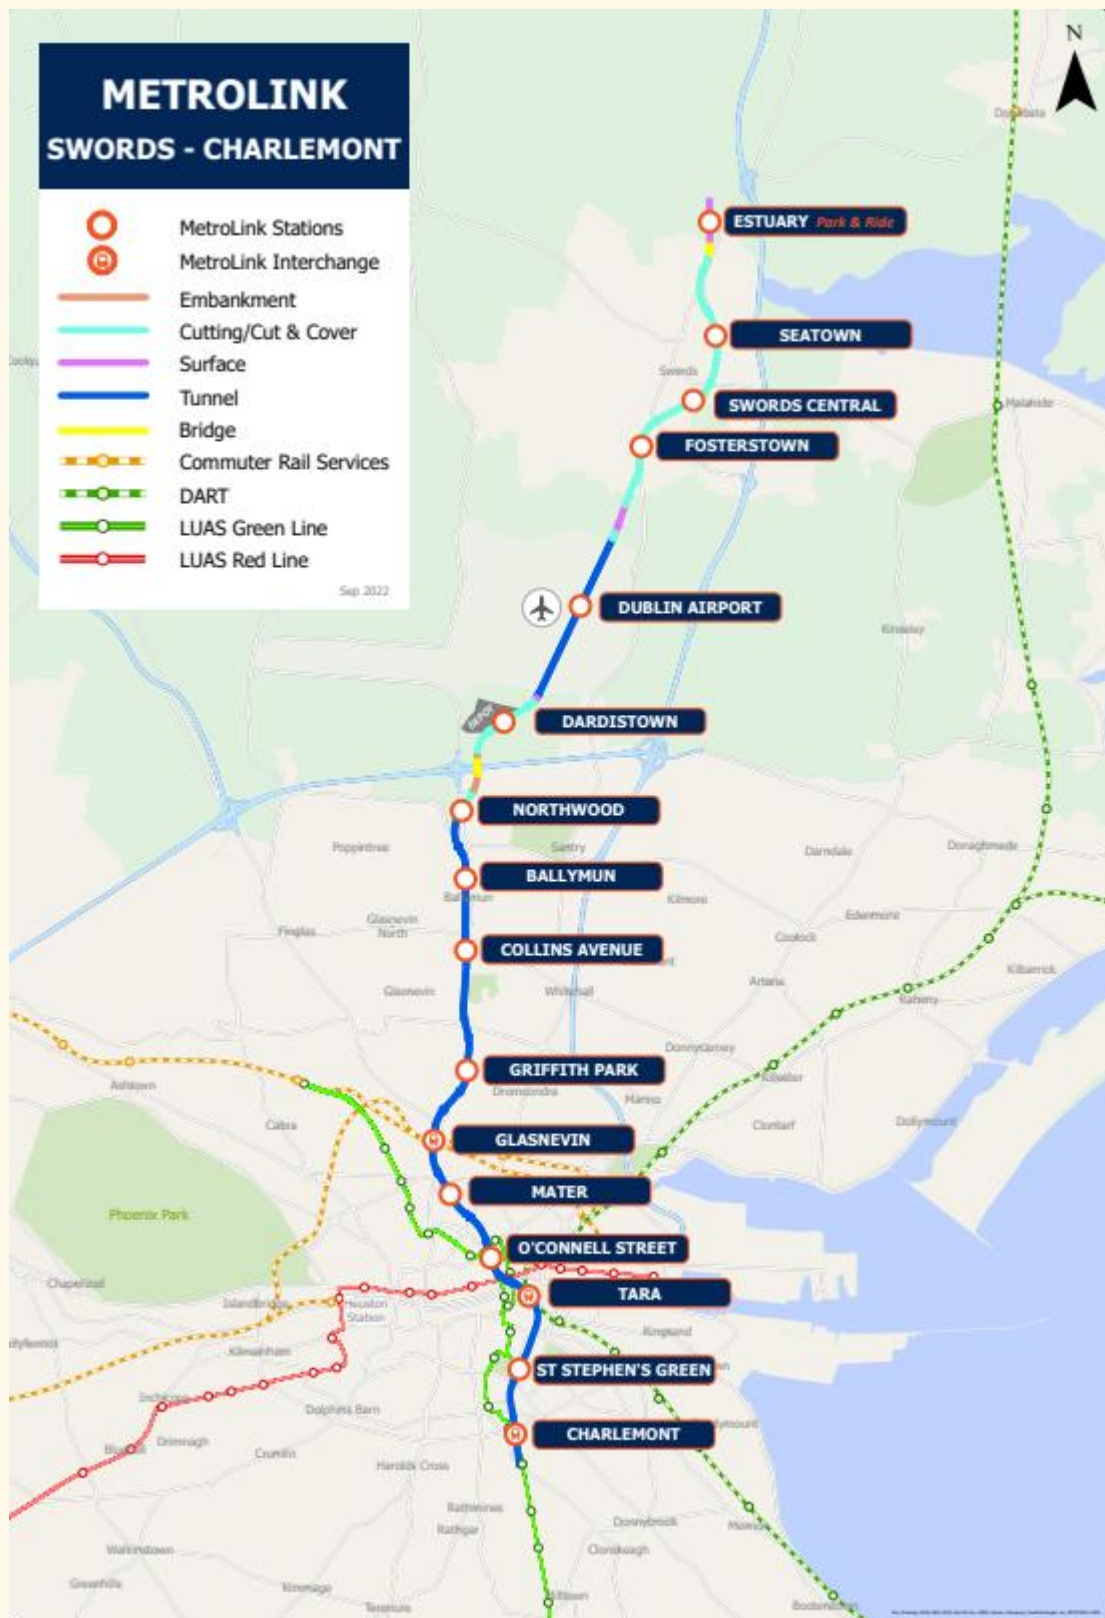 METROLINK
SWORDS - CHARLEMONT
MetroLink Stations
MetroLink Interchange
Embankment
Cutting/Cut & Cover
Surface
Tunnel
Bridge
Commuter Rail Services
DART
LUAS Green Line
LUAS Red Line
Sep 2022
N
ESTUARY Park & Ride
SEATOWN
Swords
SWORDS CENTRAL
Malahide
FOSTERSTOWN
DUBLIN AIRPORT
Kinsaley
DEPOT
DARDISTOWN
NORTHWOOD
Poppintree
Santry
Darndale
Donaghmede
BALLYMUN
Ballymun
Kilmore
Glasnevin
North
Edenmore
Finglas
Coolock
COLLINS AVENUE
Kilbarrick
Artane
Glasnevin
Whitehall
Raheny
Donnycarney
GRIFFITH PARK
Killester
Ashtown
Drumcondra
Marino
Cabra
Clontarf
Dollymount
GLASNEVIN
MATER
Phoenix Park
O'CONNELL STREET
Chapelizod
TARA
Islandbridge
Heuston
Station
Ringsend
Kilmainham
ST STEPHEN'S GREEN
Inchicore
Dolphins Barn
CHARLEMONT
Drimnagh
Crumlin
Harolds Cross
Rathmines
Rathgar
Donnybrook
Walkinstown
Clonskeagh
Greenhills
Kimmage
Terenure